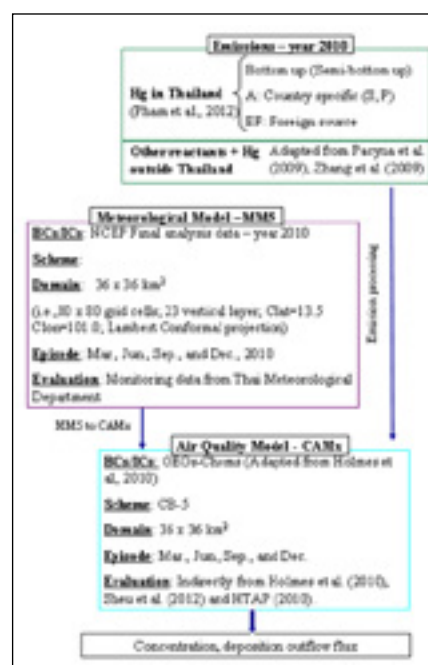 Emissions – year 2010
Bottom up (Semi-bottom up)
Hg in Thailand
(Pham et al., 2012)
A: Country specific (S, P)
EF: Foreign source
Other reactants + Hg
outside Thailand
Adapted from Pacyna et al.
(2009), Zhang et al. (2009)
Meteorological Model – MM5
BCs/ICs: NCEP Final analysis data – year 2010
Scheme:
Domain: 36 x 36 km²
(i.e., 80 x 80 grid cells; 23 vertical layer; Clat=13.5
Clon=101.0; Lambert Conformal projection)
Episode: Mar, Jun, Sep., and Dec., 2010
Evaluation: Monitoring data from Thai Meteorological
Department
Emission processing
MM5 to CAMx
Air Quality Model - CAMx
BCs/ICs: GEOs-Chems (Adapted from Holmes et
al., 2010)
Scheme: CB-5
Domain: 36 x 36 km²
Episode: Mar., Jun, Sep., and Dec.
Evaluation: Indirectly from Holmes et al. (2010),
Sheu et al. (2012) and HTAP (2010).
Concentration, deposition outflow flux